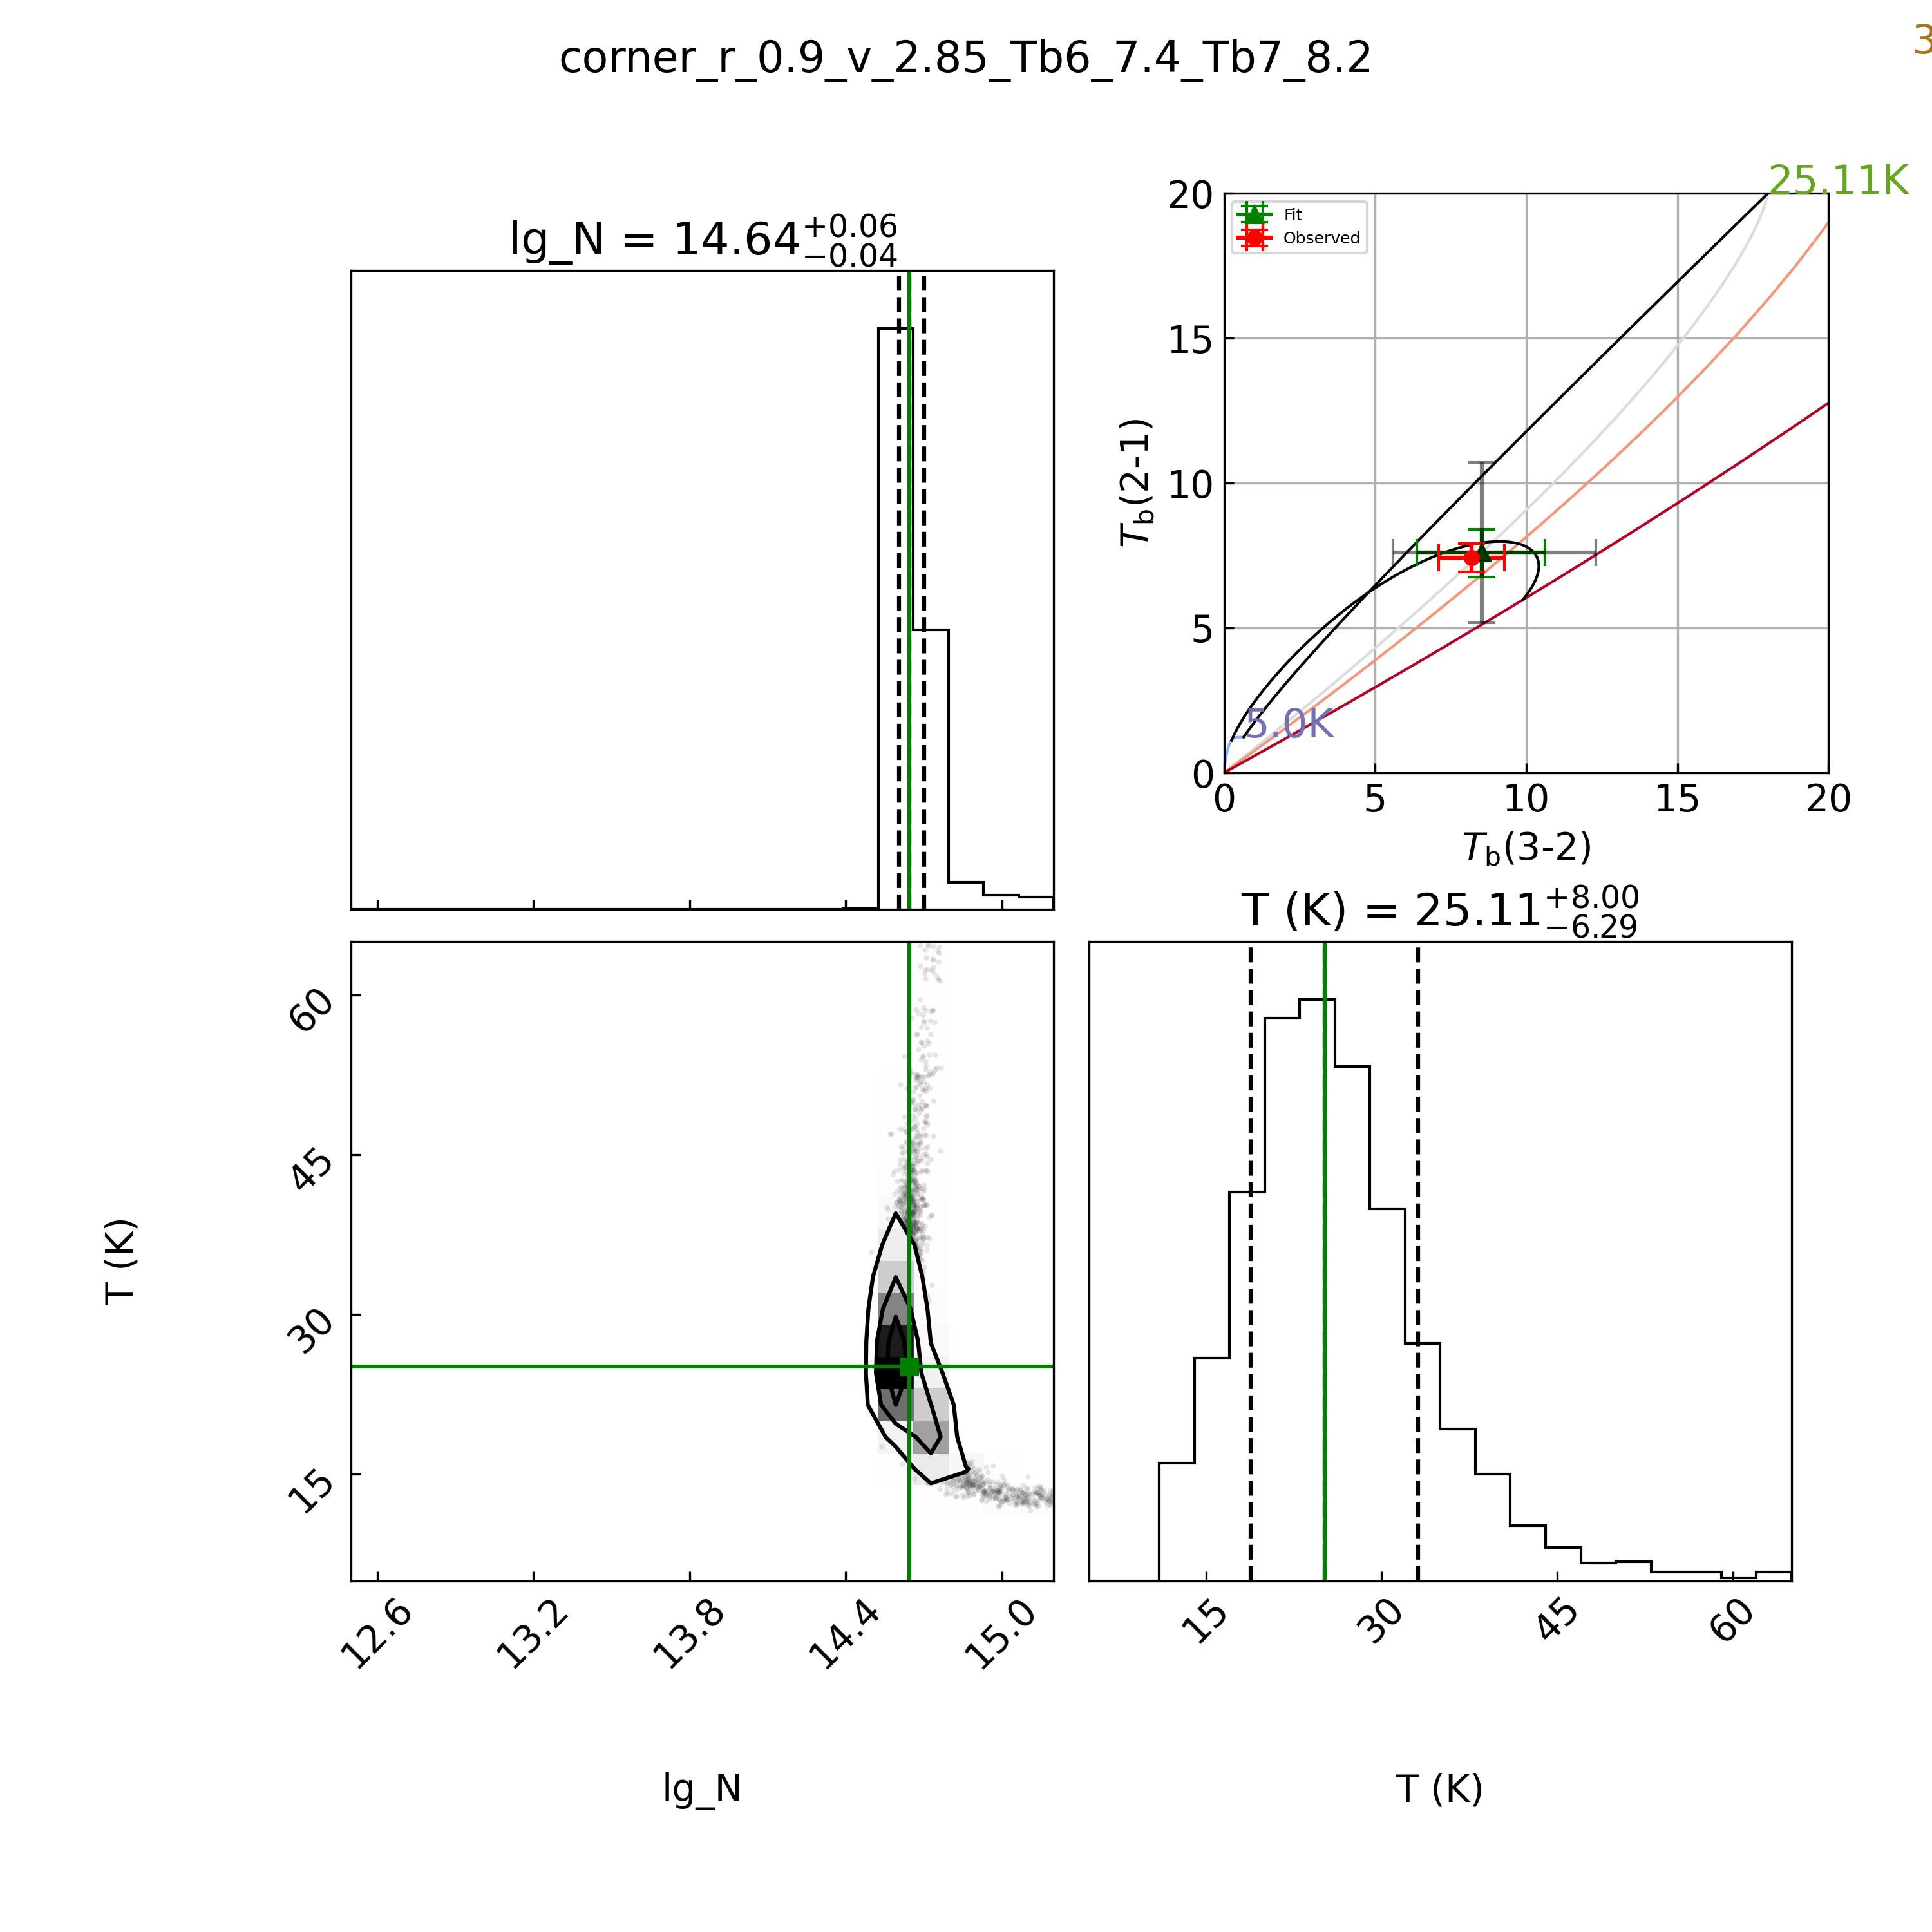 3
corner_r_0.9_v_2.85_Tb6_7.4_Tb7_8.2
25.11K
lg_N = 14.64 +0.06 −0.04
Fit
Observed
20
15
10
5
0
T_b(2-1)
5.0K
0 5 10 15 20
T_b(3-2)
T (K) = 25.11 +8.00 −6.29
60
45
30
15
T (K)
12.6 13.2 13.8 14.4 15.0
15 30 45 60
lg_N
T (K)